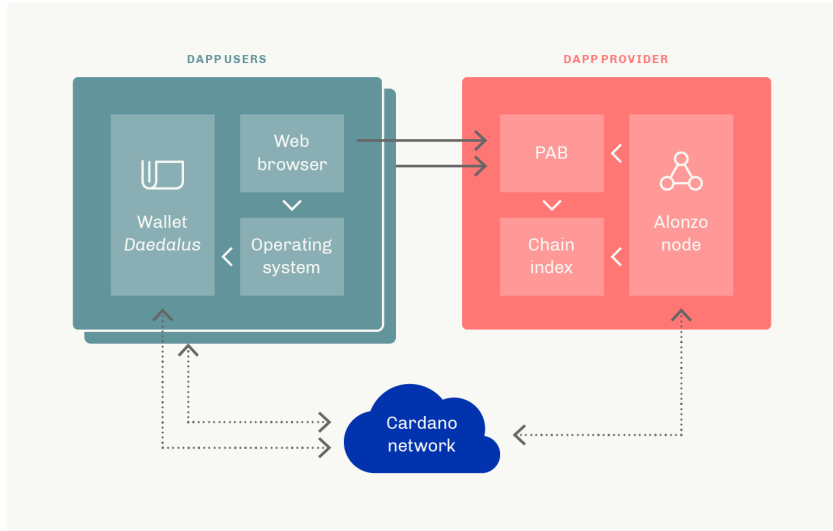 DAPP USERS
DAPP PROVIDER
Web
browser
PAB
Wallet
Daedalus
Operating
system
Chain
index
Alonzo
node
Cardano
network